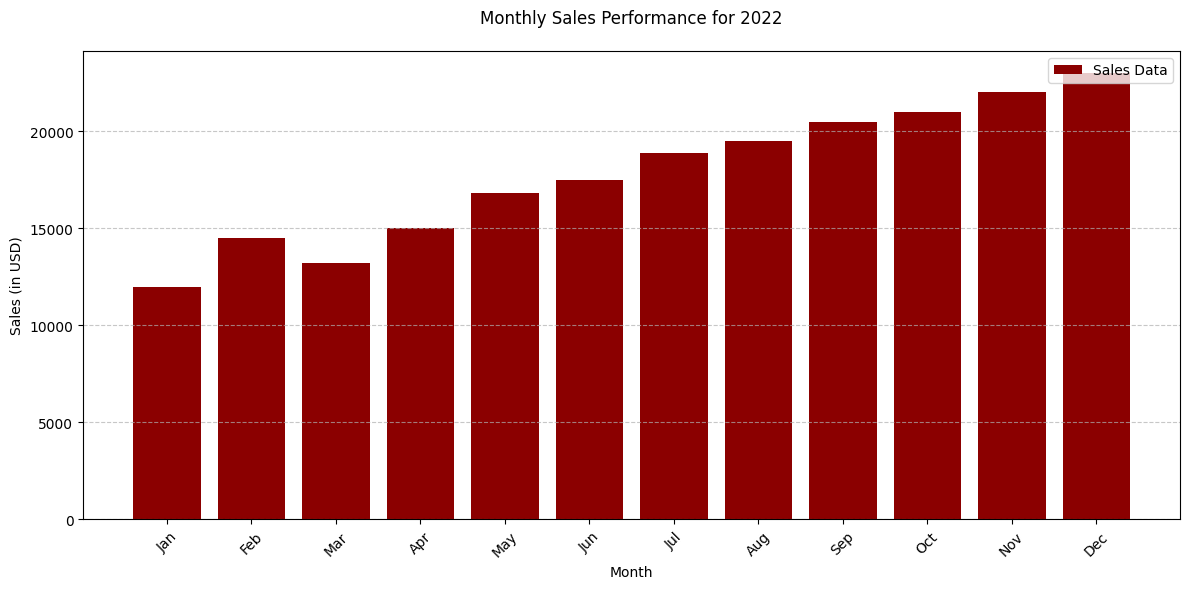 Monthly Sales Performance for 2022
Sales Data
Sales (in USD)
20000
15000
10000
5000
0
Jan Feb Mar Apr May Jun Jul Aug Sep Oct Nov Dec
Month